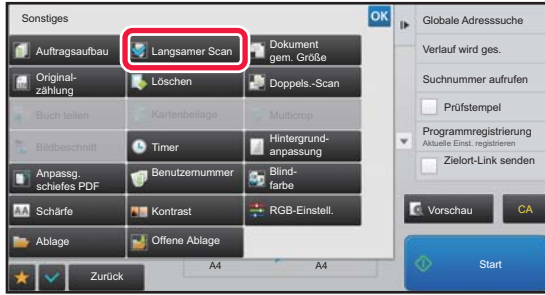 Sonstiges
OK
Auftragsaufbau
Langsamer Scan
Dokument
gem. Größe
Original-
zählung
Löschen
Doppels.-Scan
Buch teilen
Kartenbeilage
Multicrop
Bildbeschnitt
Timer
Hintergrund-
anpassung
Anpassg.
schiefes PDF
Benutzernummer
Blind-
farbe
AA Schärfe
Kontrast
RGB-Einstell.
Ablage
Offene Ablage
Zurück
A4
A4
Globale Adresssuche
Verlauf wird ges.
Suchnummer aufrufen
Prüfstempel
Programmregistrierung
Aktuelle Einst. registrieren
Zielort-Link senden
Vorschau
CA
Start